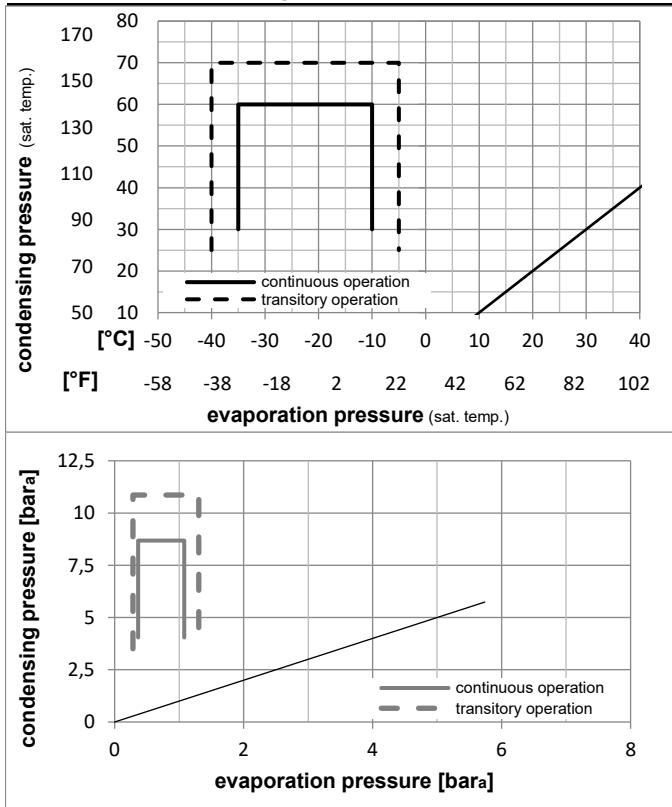 170 80
150 70
130 60
50
110 40
90 30
70 20
50 10
condensing pressure (sat. temp.)
continuous operation
transitory operation
[°C] -50 -40 -30 -20 -10 0 10 20 30 40
[°F] -58 -38 -18 2 22 42 62 82 102
evaporation pressure (sat. temp.)
12,5
10
7,5
5
2,5
0
condensing pressure [bara]
continuous operation
transitory operation
0 2 4 6 8
evaporation pressure [bara]